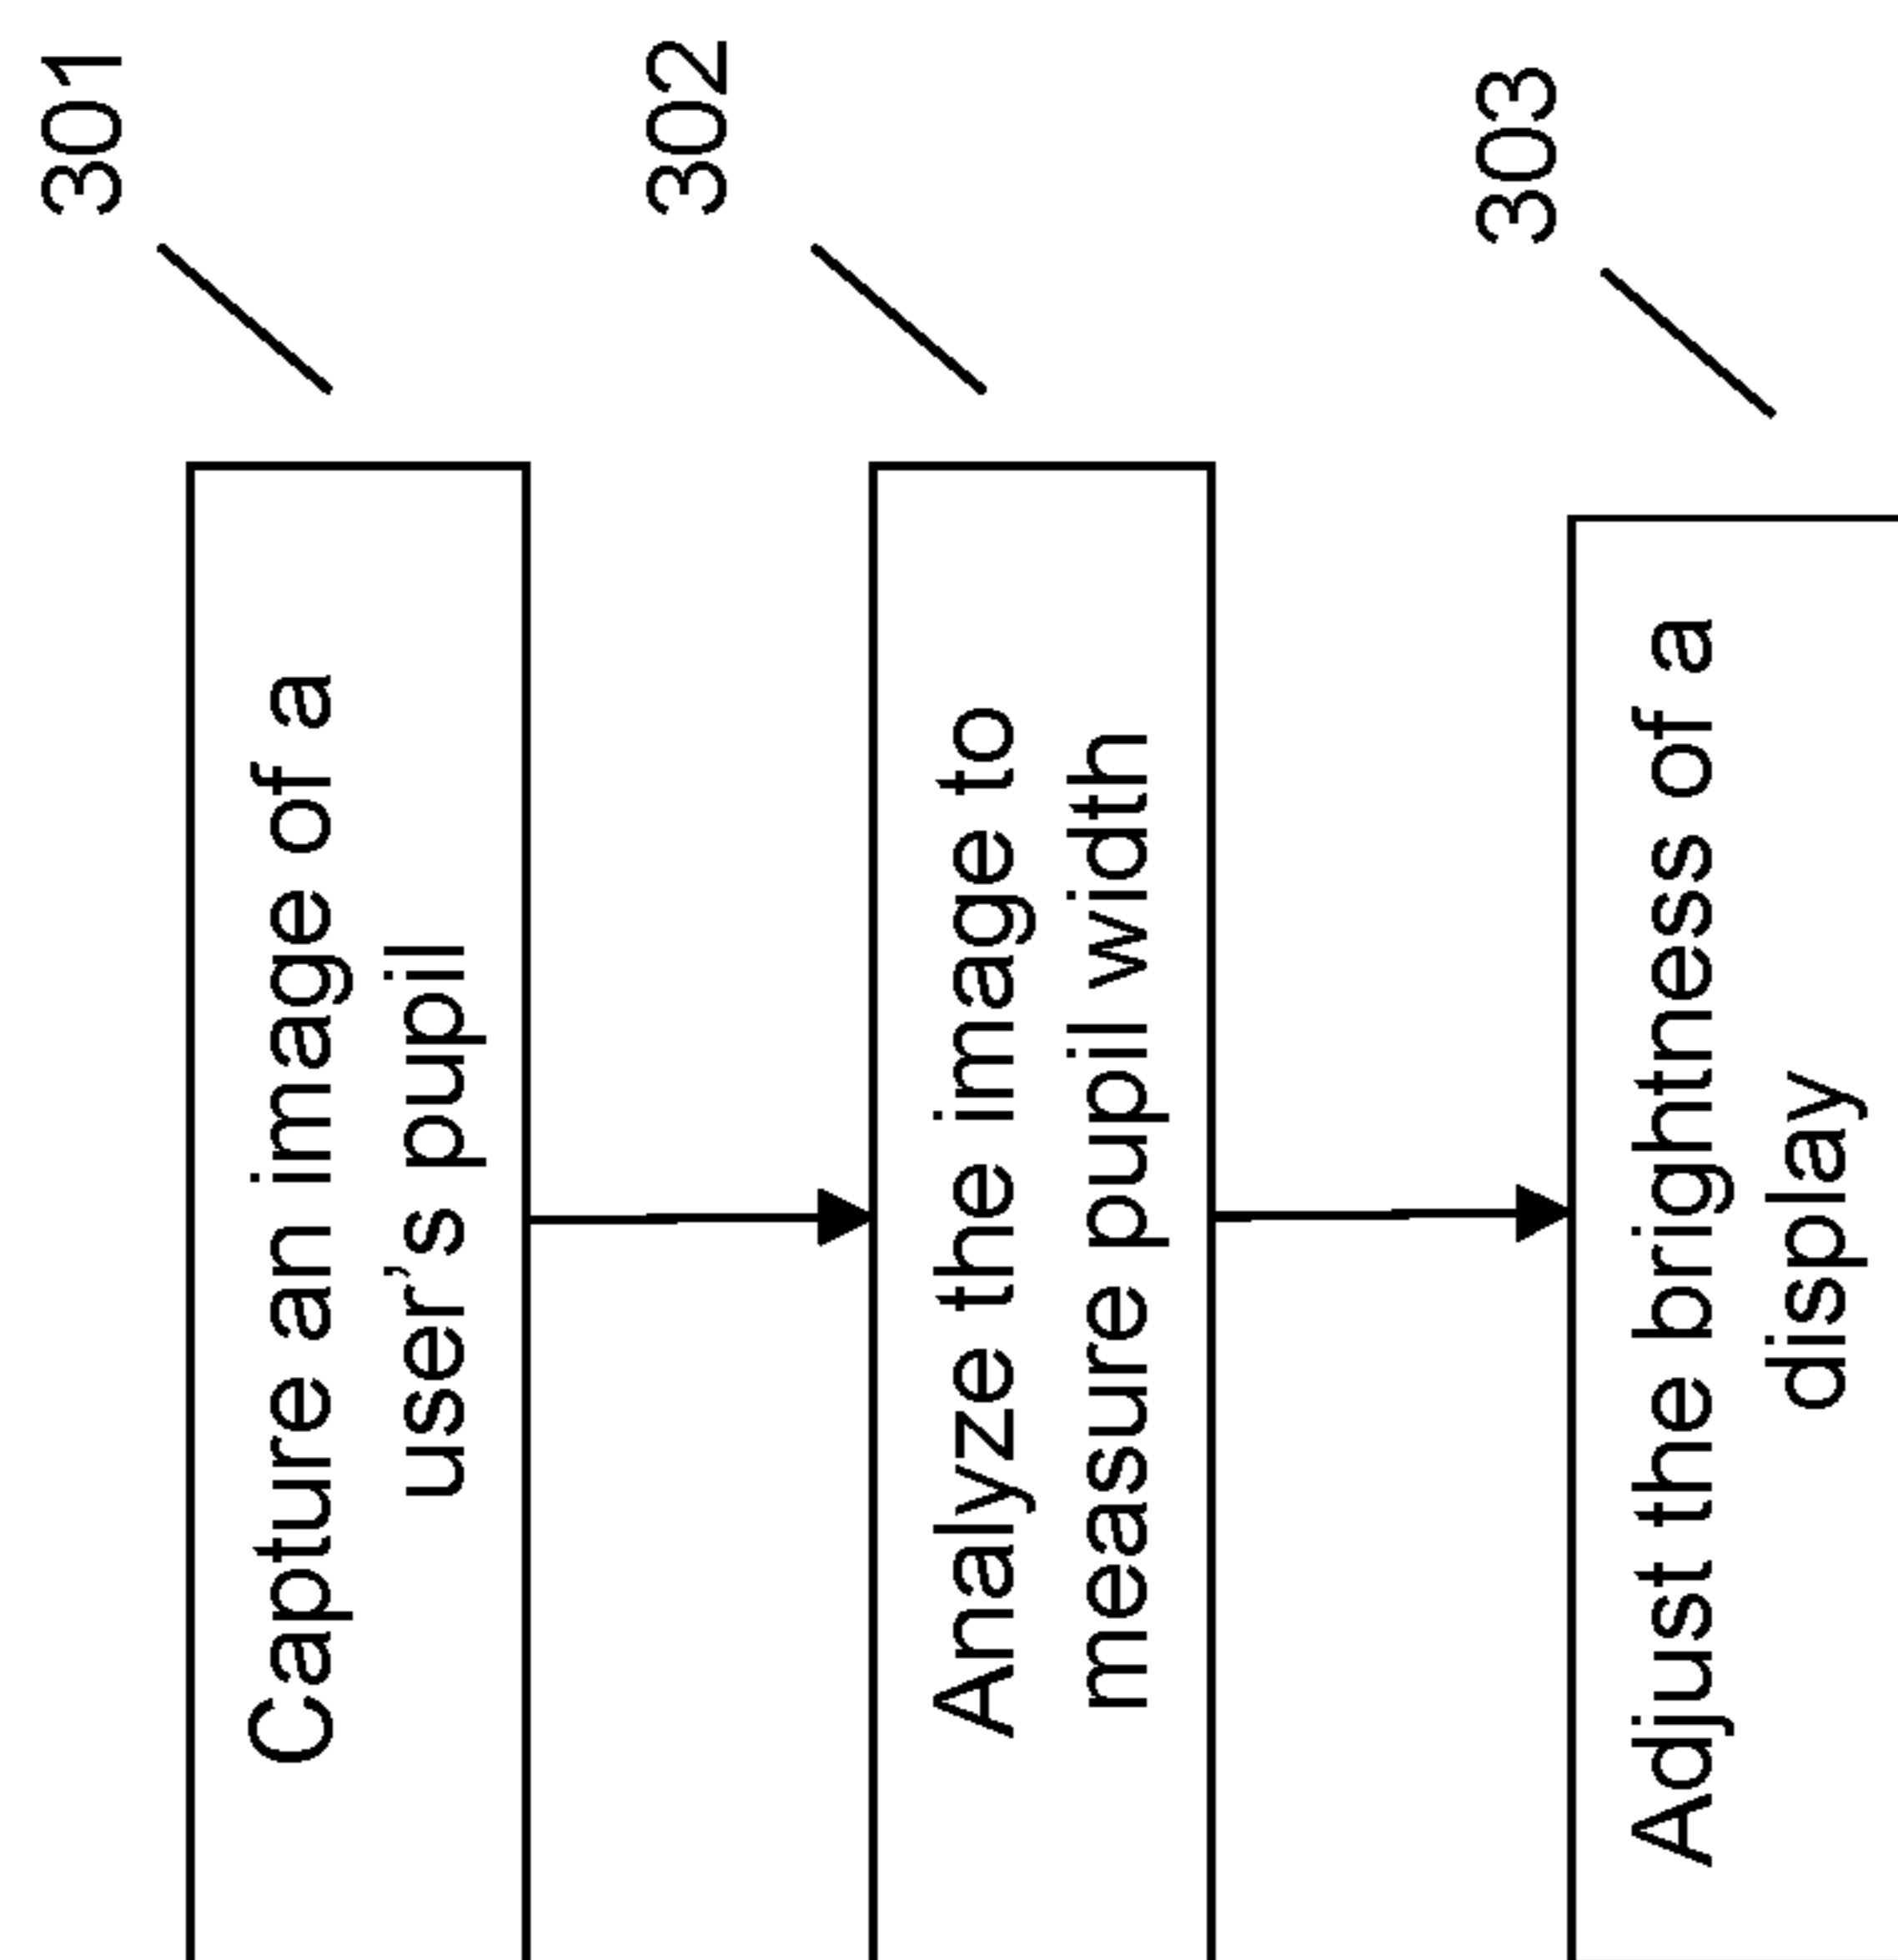 301
Capture an image of a
user’s pupil
302
Analyze the image to
measure pupil width
303
Adjust the brightness of a
display